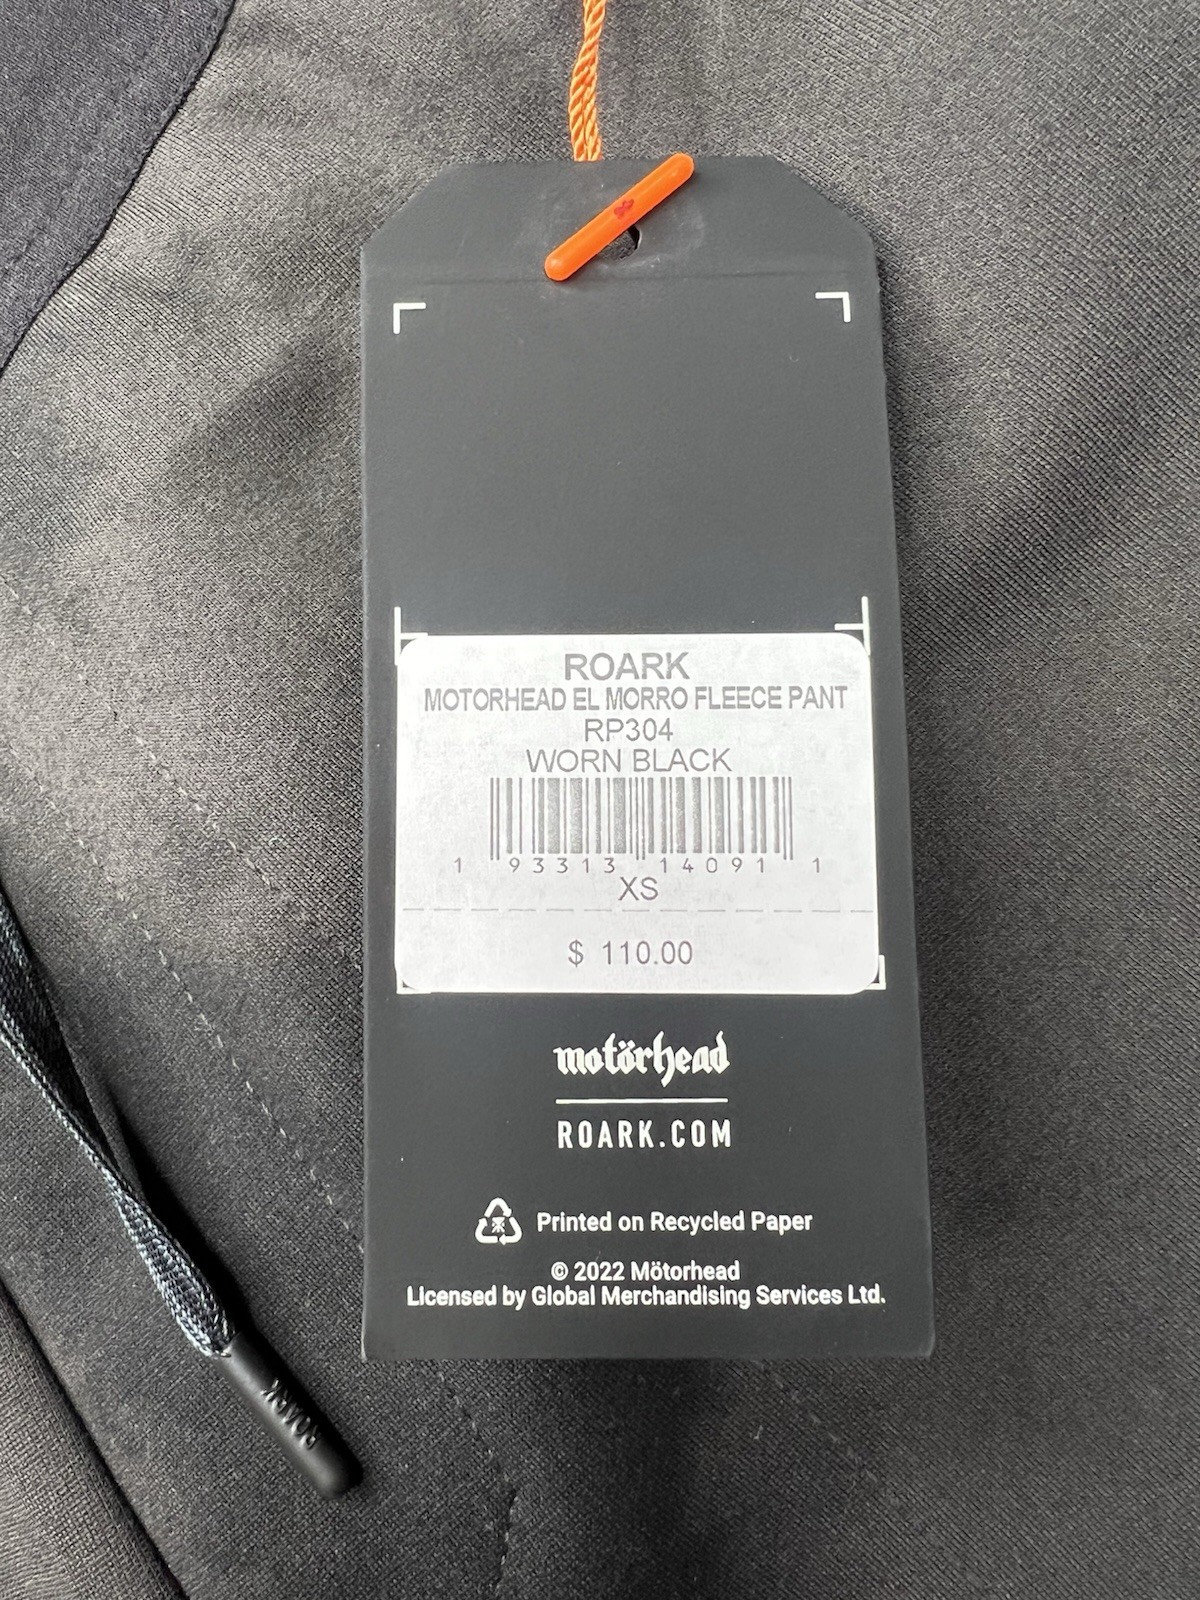 ROARK
MOTORHEAD EL MORRO FLEECE PANT
RP304
WORN BLACK
1 93313 14091 1
XS
$ 110.00
motörhead
ROARK.COM
Printed on Recycled Paper
© 2022 Mötorhead
Licensed by Global Merchandising Services Ltd.
ROARK